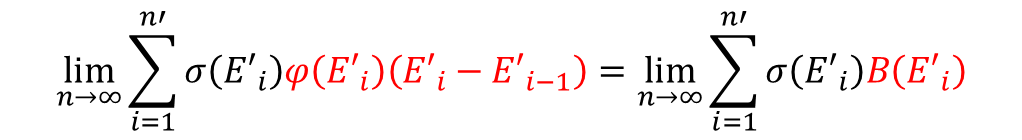 lim_{n→∞} ∑_{i=1}^{n′} σ(E′_i)φ(E′_i)(E′_i − E′_{i−1}) = lim_{n→∞} ∑_{i=1}^{n′} σ(E′_i)B(E′_i)